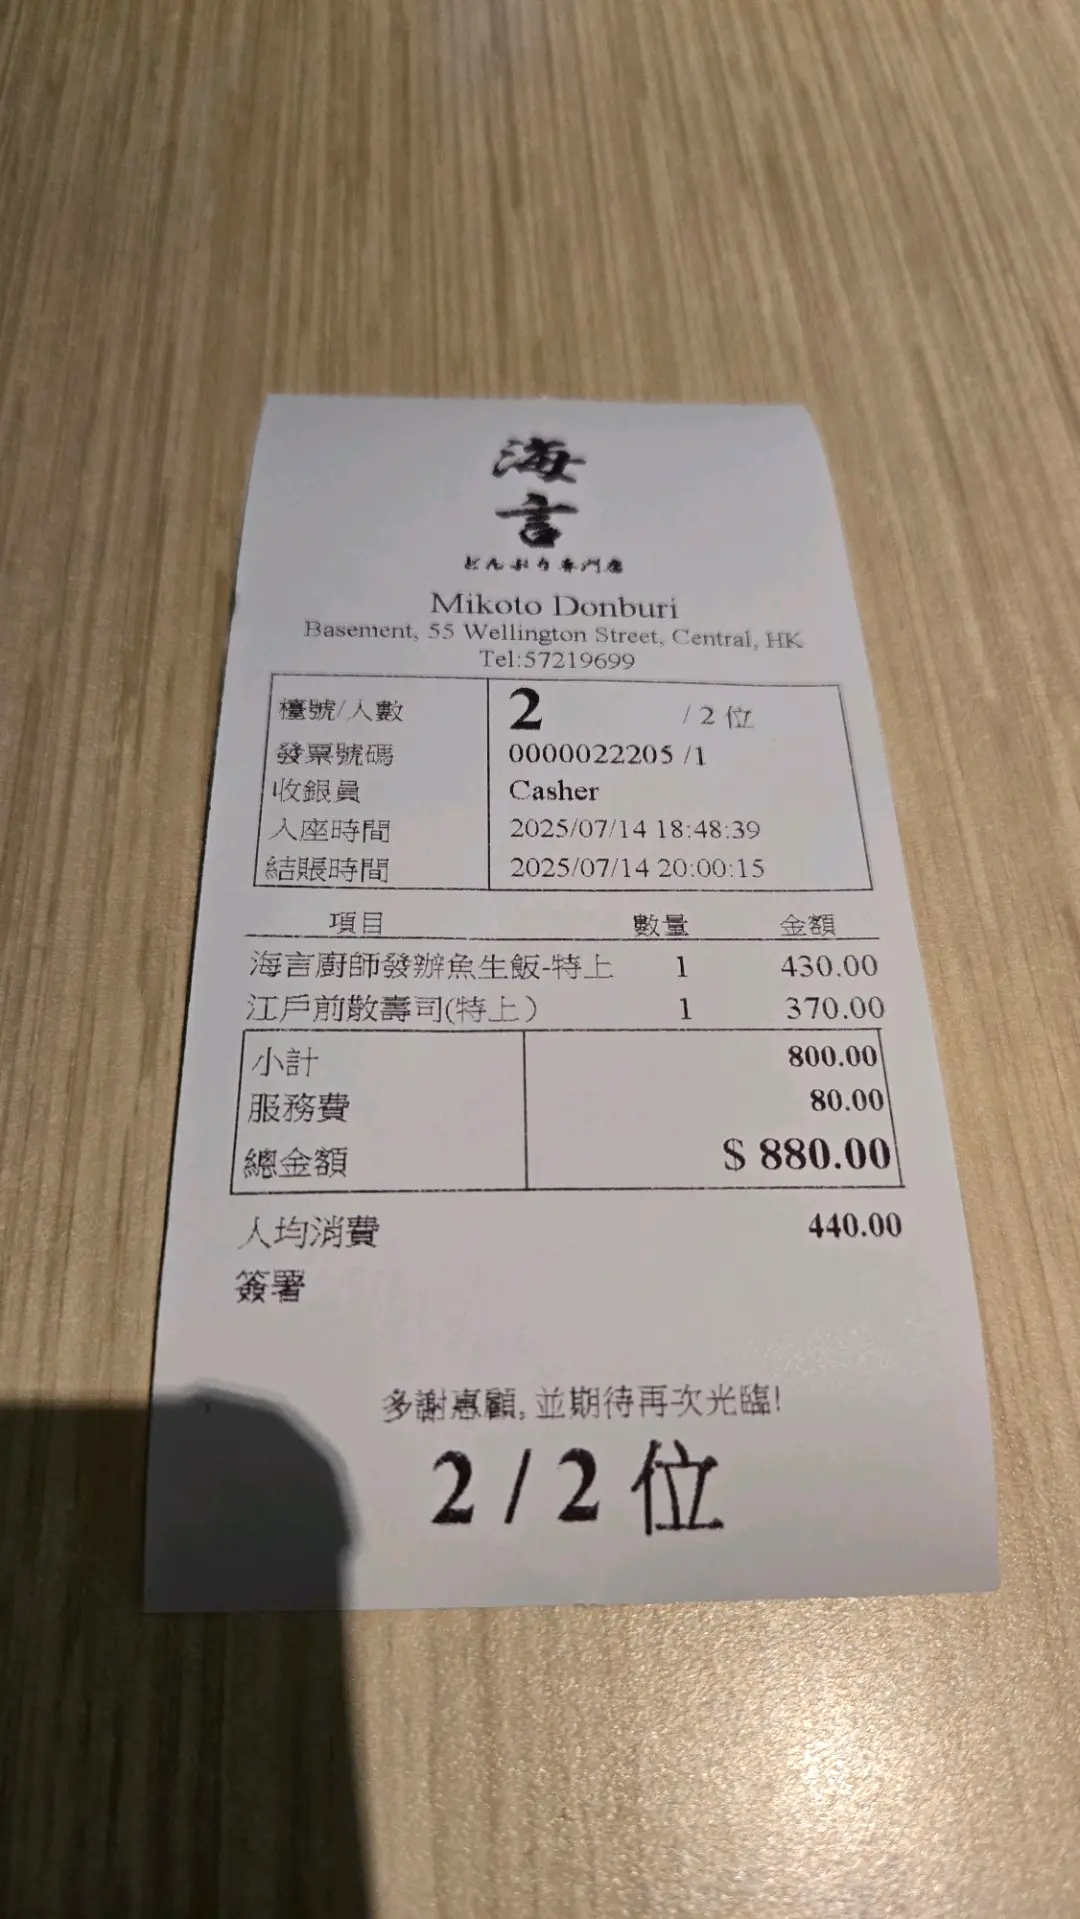 海
言
どんぶり専門店
Mikoto Donburi
Basement, 55 Wellington Street, Central, HK
Tel:57219699
檯號/人數 2 / 2 位
發票號碼 0000022205 /1
收銀員 Casher
入座時間 2025/07/14 18:48:39
結賬時間 2025/07/14 20:00:15
項目 數量 金額
海言廚師發辦魚生飯-特上 1 430.00
江戶前散壽司(特上） 1 370.00
小計 800.00
服務費 80.00
總金額 $ 880.00
人均消費 440.00
簽署
多謝惠顧, 並期待再次光臨!
2 / 2 位